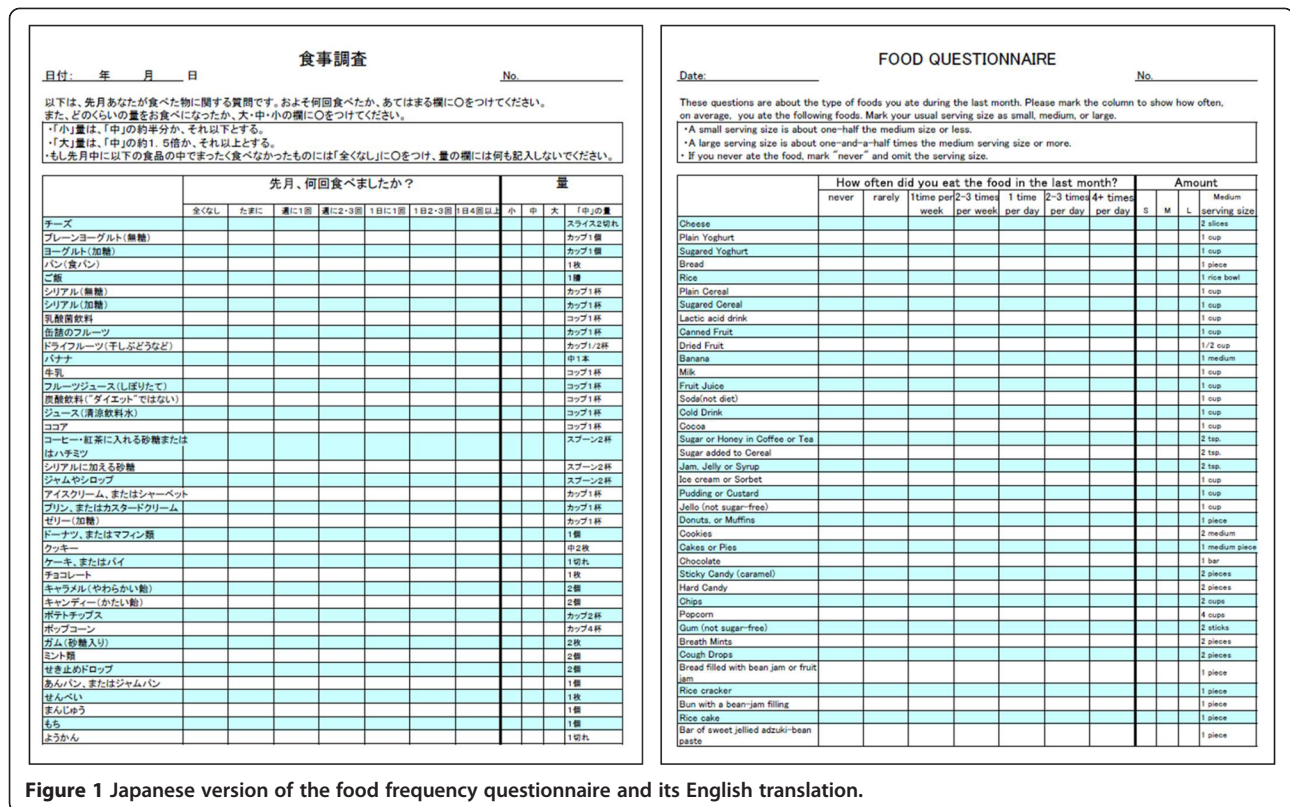 食事調査
日付: 年 月 日 No.
以下は、先月あなたが食べた物に関する質問です。およそ何回食べたか、あてはまる欄に○をつけてください。
また、どのくらいの量をお食べになったか、大・中・小の欄に○をつけてください。
・「小」量は、「中」の約半分か、それ以下とする。
・「大」量は、「中」の約1.5倍か、それ以上とする。
・もし先月中に以下の食品の中でまったく食べなかったものには「全くなし」に○をつけ、量の欄には何も記入しないでください。
先月、何回食べましたか? 量
全くなし たまに 週に1回 週に2・3回 1日に1回 1日2・3回 1日4回以上 小 中 大 「中」の量
チーズ スライス2切れ
プレーンヨーグルト(無糖) カップ1個
ヨーグルト(加糖) カップ1個
パン(食パン) 1枚
ご飯 1膳
シリアル(無糖) カップ1杯
シリアル(加糖) カップ1杯
乳酸菌飲料 コップ1杯
缶詰のフルーツ カップ1杯
ドライフルーツ(干しぶどうなど) カップ1/2杯
バナナ 中1本
牛乳 コップ1杯
フルーツジュース(しぼりたて) コップ1杯
炭酸飲料("ダイエット"ではない) コップ1杯
ジュース(清涼飲料水) コップ1杯
ココア コップ1杯
コーヒー・紅茶に入れる砂糖または スプーン2杯
はハチミツ
シリアルに加える砂糖 スプーン2杯
ジャムやシロップ スプーン2杯
アイスクリーム、またはシャーベット カップ1杯
プリン、またはカスタードクリーム カップ1杯
ゼリー(加糖) カップ1杯
ドーナツ、またはマフィン類 1個
クッキー 中2枚
ケーキ、またはパイ 1切れ
チョコレート 1枚
キャラメル(やわらかい飴) 2個
キャンディー(かたい飴) 2個
ポテトチップス カップ2杯
ポップコーン カップ4杯
ガム(砂糖入り) 2枚
ミント類 2個
せき止めドロップ 2個
あんパン、またはジャムパン 1個
せんべい 1枚
まんじゅう 1個
もち 1個
ようかん 1切れ
FOOD QUESTIONNAIRE
Date: No.
These questions are about the type of foods you ate during the last month. Please mark the column to show how often,
on average, you ate the following foods. Mark your usual serving size as small, medium, or large.
・A small serving size is about one-half the medium size or less.
・A large serving size is about one-and-a-half times the medium serving size or more.
・If you never ate the food, mark "never" and omit the serving size.
How often did you eat the food in the last month? Amount
never rarely 1time per week 2-3 times per week 1 time per day 2-3 times per day 4+ times per day S M L Medum serving size
Cheese 2 slices
Plain Yoghurt 1 cup
Sugared Yoghurt 1 cup
Bread 1 piece
Rice 1 rice bowl
Plain Cereal 1 cup
Sugared Cereal 1 cup
Lactic acid drink 1 cup
Canned Fruit 1 cup
Dried Fruit 1/2 cup
Banana 1 medium
Milk 1 cup
Fruit Juice 1 cup
Soda(not diet) 1 cup
Cold Drink 1 cup
Cocoa 1 cup
Sugar or Honey in Coffee or Tea 2 tsp.
Sugar added to Cereal 2 tsp.
Jam, Jelly or Syrup 2 tsp.
Ice cream or Sorbet 1 cup
Pudding or Custard 1 cup
Jello (not sugar-free) 1 cup
Donuts, or Muffins 1 piece
Cookies 2 medium
Cakes or Pies 1 medium piece
Chocolate 1 bar
Sticky Candy (caramel) 2 pieces
Hard Candy 2 pieces
Chips 2 cups
Popcorn 4 cups
Gum (not sugar-free) 2 sticks
Breath Mints 2 pieces
Cough Drops 2 pieces
Bread filled with bean jam or fruit
jam 1 piece
Rice cracker 1 piece
Bun with a bean-jam filling 1 piece
Rice cake 1 piece
Bar of sweet jellied adzuki-bean
paste 1 piece
Figure 1 Japanese version of the food frequency questionnaire and its English translation.